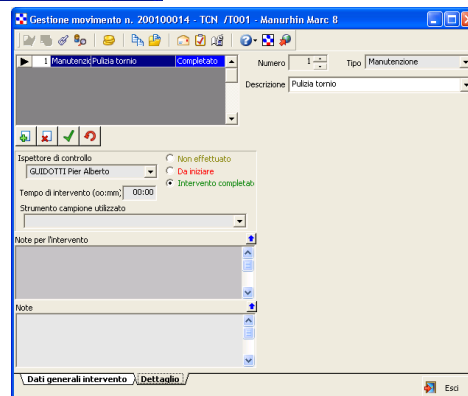 Gestione movimento n. 200100014 - TCN /T001 - Manurhin Marc 8
1 Manutenzic Pulizia tornio Completato
Numero 1 Tipo Manutenzione
Descrizione Pulizia tornio
Ispettore di controllo
GUIDOTTI Pier Alberto
Non effettuato
Da iniziare
Intervento completato
Tempo di intervento (oo:mm) 00:00
Strumento campione utilizzato
Note per l'intervento
Note
Dati generali intervento Dettaglio
Esci